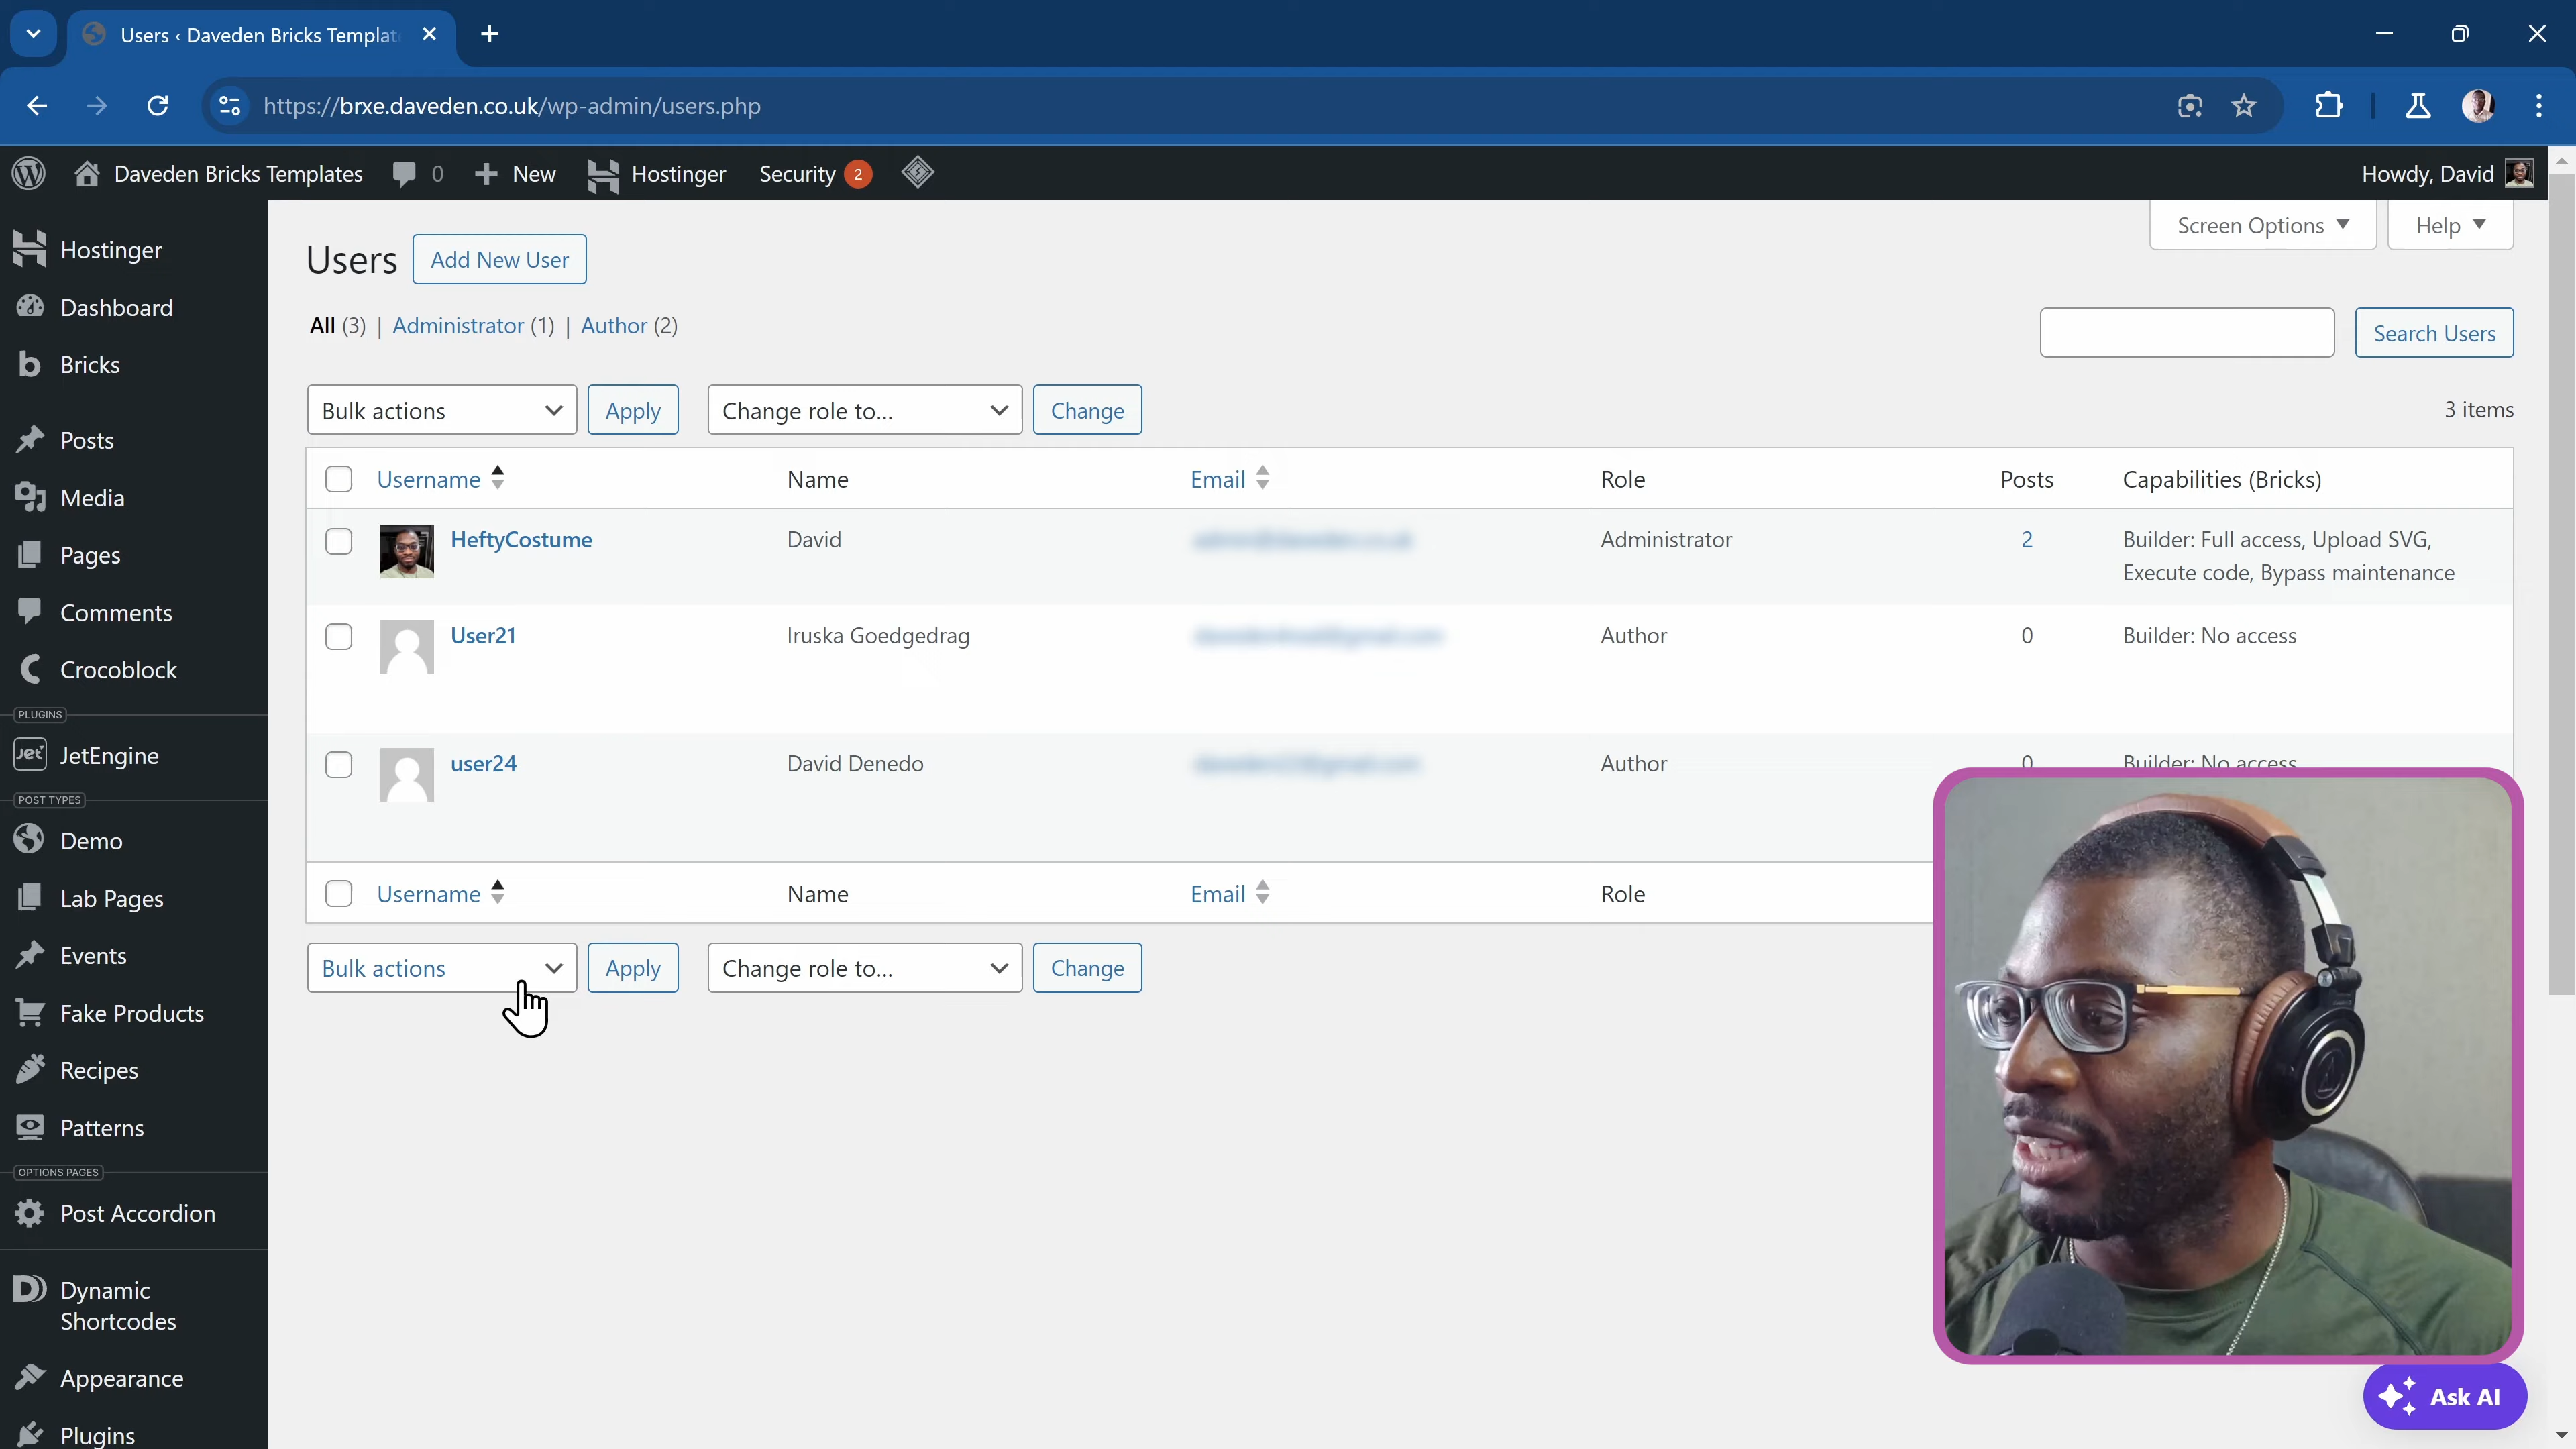 Users ‹ Daveden Bricks Templat
https://brxe.daveden.co.uk/wp-admin/users.php
Daveden Bricks Templates 0 New Hostinger Security 2 Howdy, David
Screen Options Help
Hostinger
Dashboard
Bricks
Posts
Media
Pages
Comments
Crocoblock
PLUGINS
Jet JetEngine
POST TYPES
Demo
Lab Pages
Events
Fake Products
Recipes
Patterns
OPTIONS PAGES
Post Accordion
Dynamic
Shortcodes
Appearance
Plugins
Users Add New User
All (3) | Administrator (1) | Author (2)
Search Users
Bulk actions Apply Change role to... Change 3 items
Username Name Email Role Posts Capabilities (Bricks)
HeftyCostume David Administrator 2 Builder: Full access, Upload SVG,
Execute code, Bypass maintenance
User21 Iruska Goedgedrag Author 0 Builder: No access
user24 David Denedo Author 0 Builder: No access
Username Name Email Role
Bulk actions Apply Change role to... Change
Ask AI